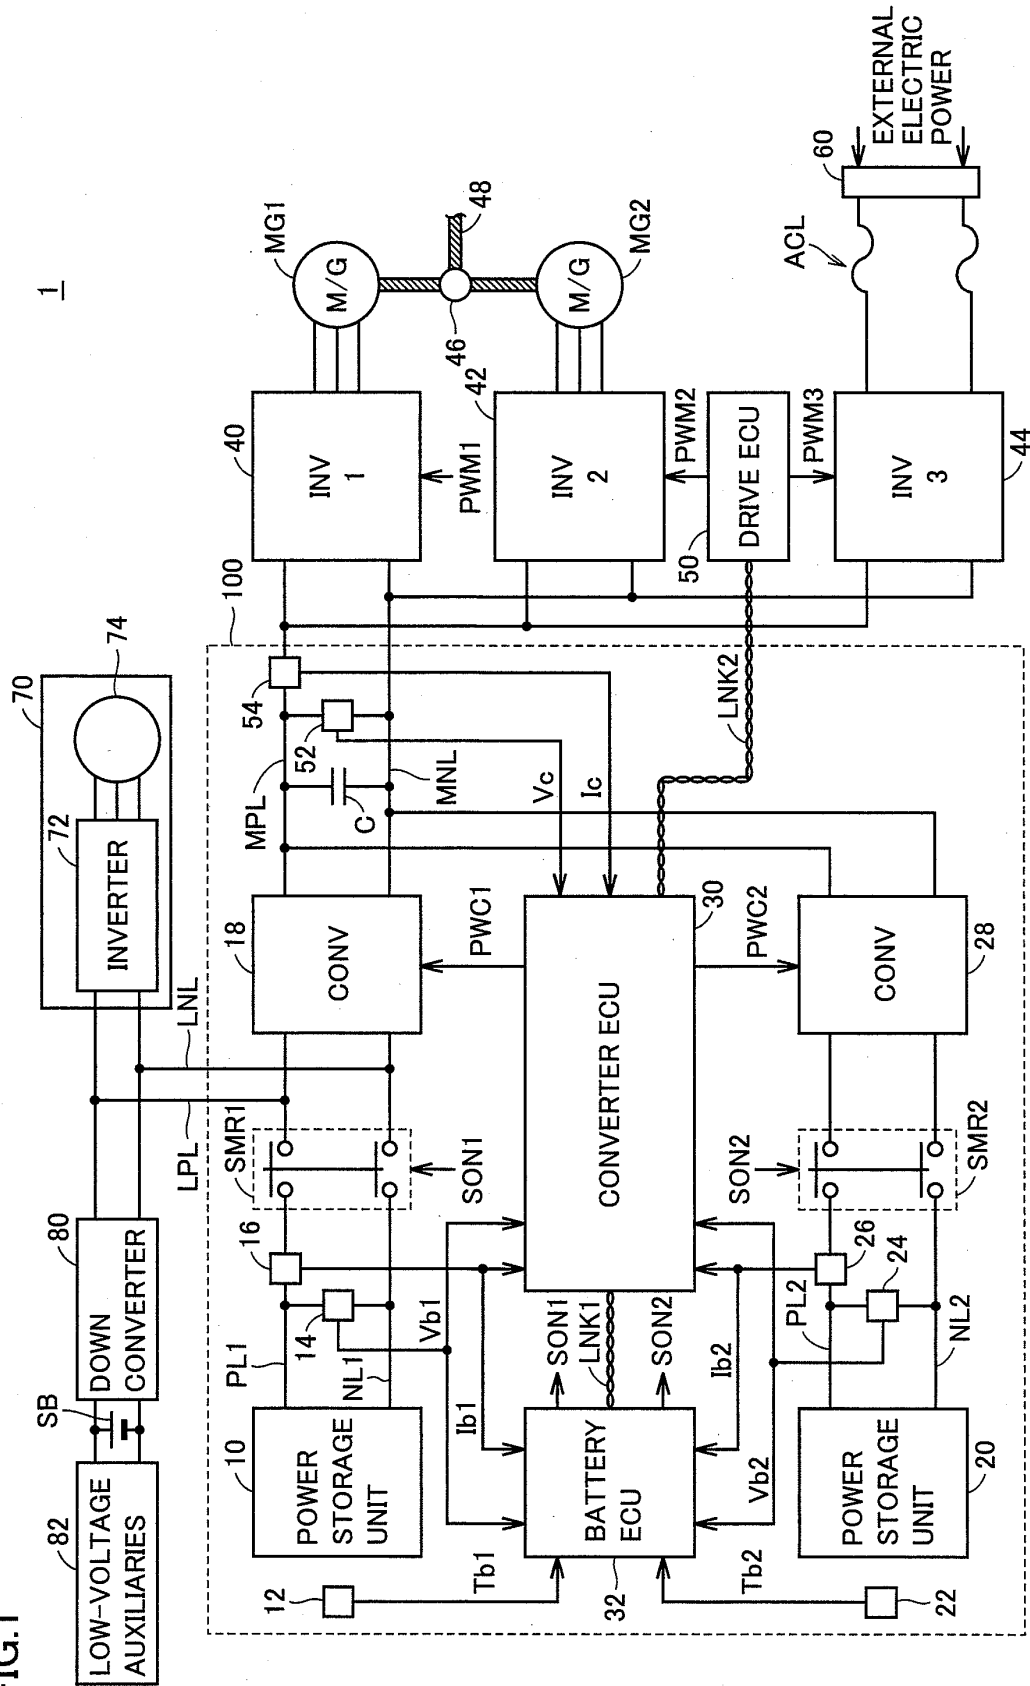 FIG.1
1
LOW-VOLTAGE
AUXILIARIES
82
SB
DOWN
CONVERTER
80
LPL
LNL
INVERTER
72
70
74
100
10
POWER
STORAGE
UNIT
PL1
NL1
14
16
SMR1
SON1
18
CONV
PWC1
MPL
MNL
C
52
54
Vc
Ic
40
INV
1
PWM1
M/G
MG1
46
48
42
INV
2
PWM2
M/G
MG2
50
DRIVE ECU
PWM3
INV
3
44
ACL
60
EXTERNAL
ELECTRIC
POWER
12
Tb1
Vb1
Ib1
BATTERY
ECU
32
SON1
LNK1
SON2
CONVERTER ECU
30
LNK2
PWC2
Ib2
Vb2
Tb2
22
POWER
STORAGE
UNIT
20
PL2
NL2
24
26
SON2
SMR2
CONV
28